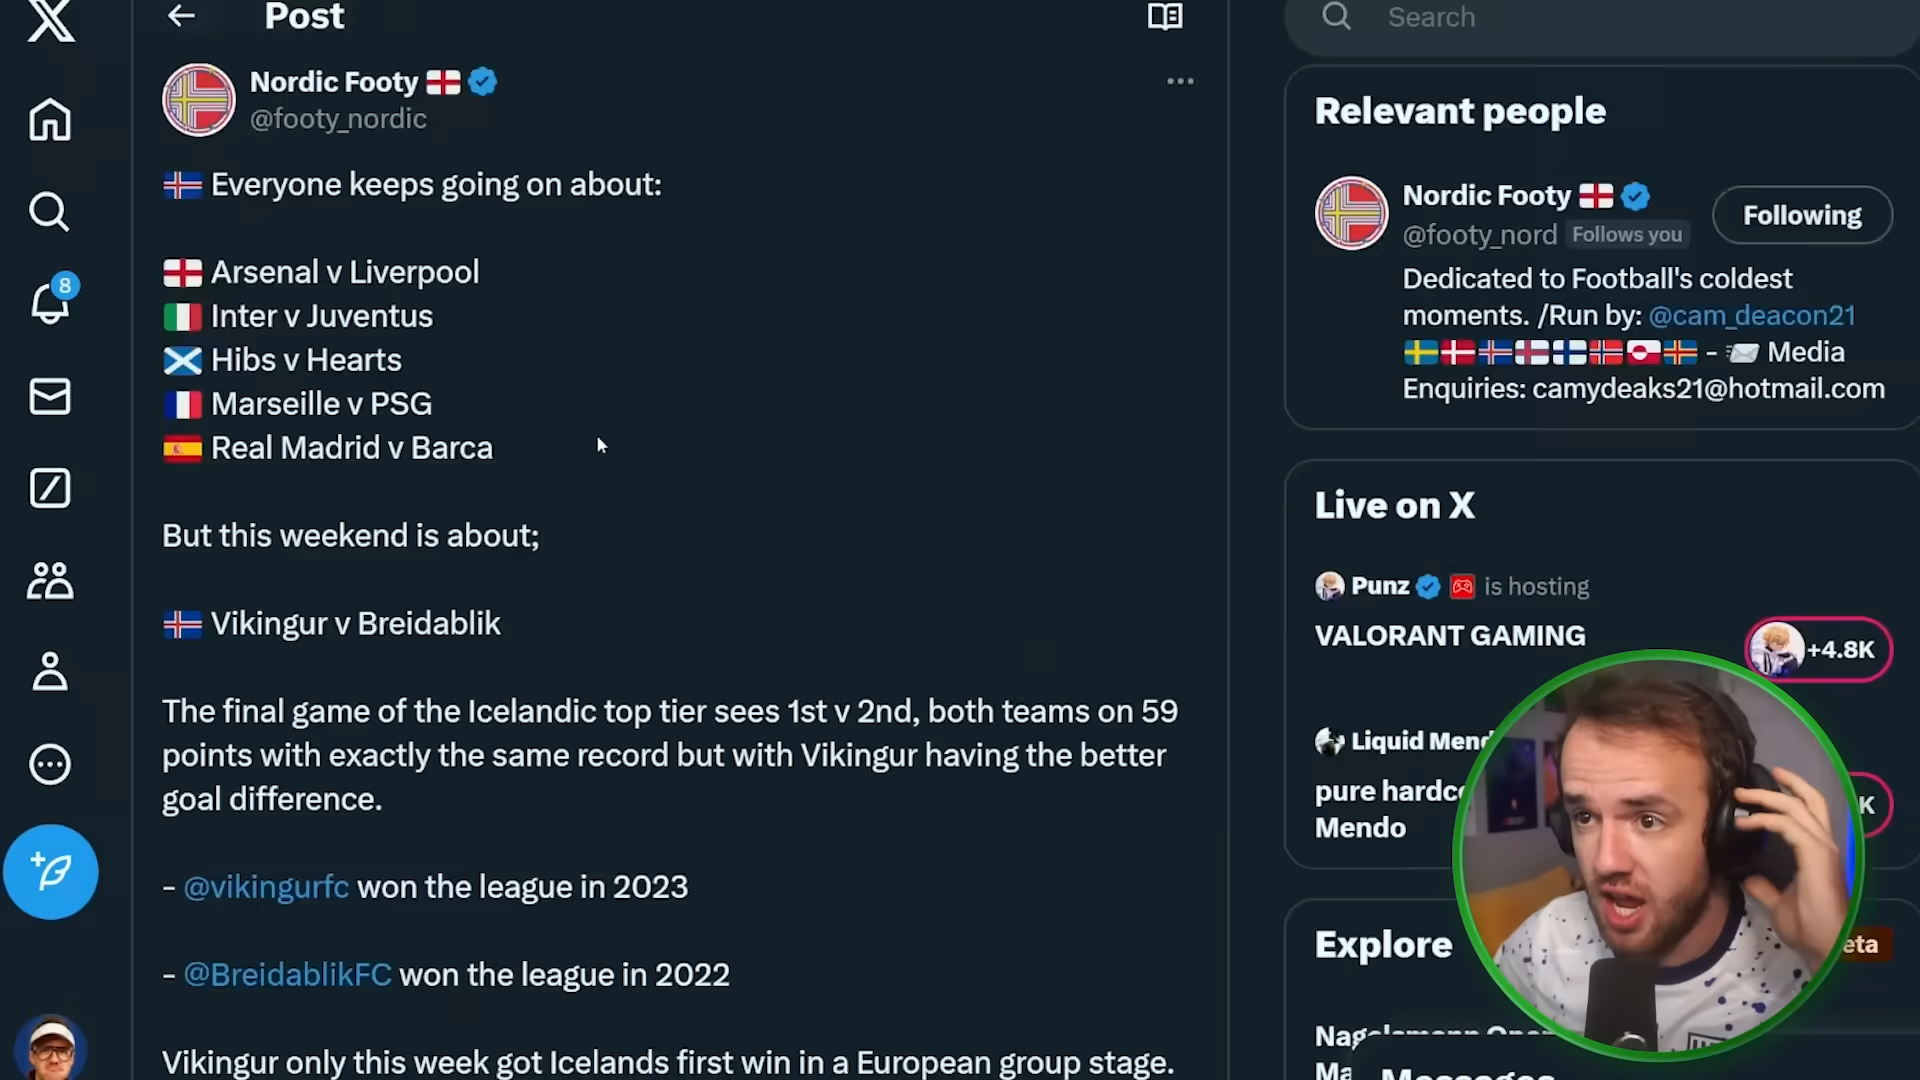 Post
Search
Nordic Footy
@footy_nordic
Everyone keeps going on about:
Arsenal v Liverpool
Inter v Juventus
Hibs v Hearts
Marseille v PSG
Real Madrid v Barca
But this weekend is about;
Vikingur v Breidablik
The final game of the Icelandic top tier sees 1st v 2nd, both teams on 59
points with exactly the same record but with Vikingur having the better
goal difference.
- @vikingurfc won the league in 2023
- @BreidablikFC won the league in 2022
Vikingur only this week got Icelands first win in a European group stage.
8
Relevant people
Nordic Footy
Following
@footy_nord Follows you
Dedicated to Football's coldest
moments. /Run by: @cam_deacon21
- Media
Enquiries: camydeaks21@hotmail.com
Live on X
Punz is hosting
VALORANT GAMING
+4.8K
Liquid
pure
K
Mendo
Explore
Messages